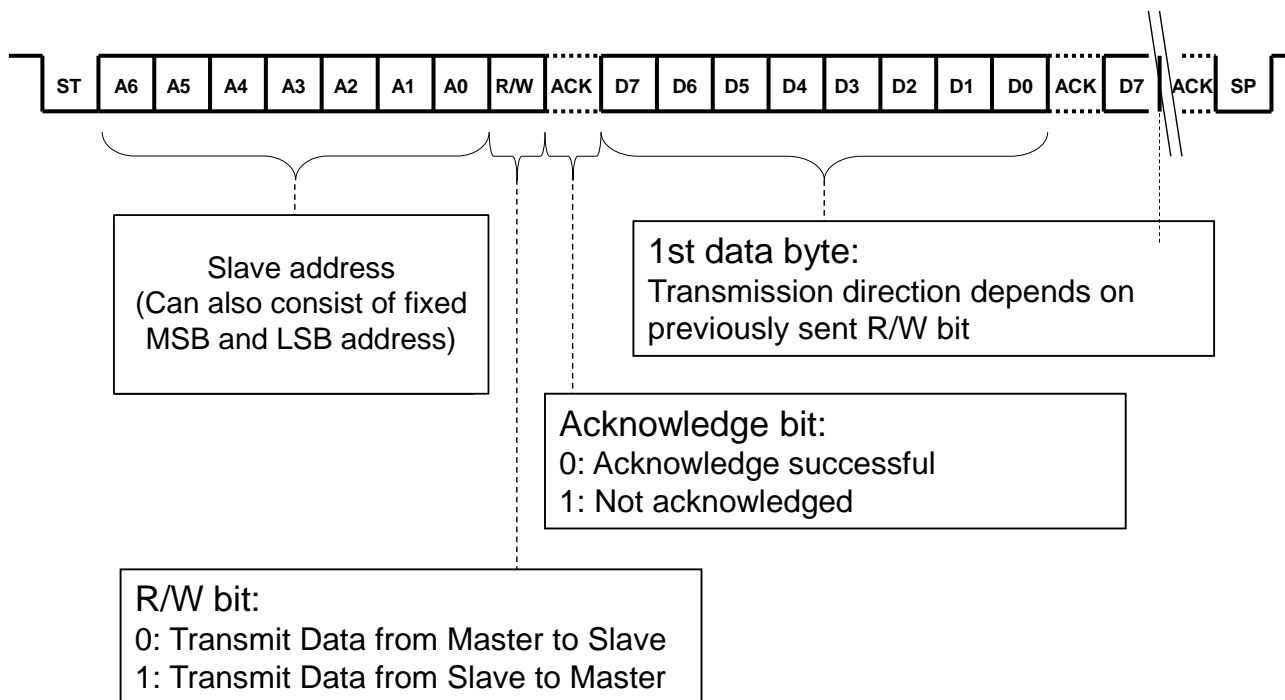 ST A6 A5 A4 A3 A2 A1 A0 R/W ACK D7 D6 D5 D4 D3 D2 D1 D0 ACK D7 ACK SP
Slave address
(Can also consist of fixed
MSB and LSB address)
1st data byte:
Transmission direction depends on
previously sent R/W bit
Acknowledge bit:
0: Acknowledge successful
1: Not acknowledged
R/W bit:
0: Transmit Data from Master to Slave
1: Transmit Data from Slave to Master